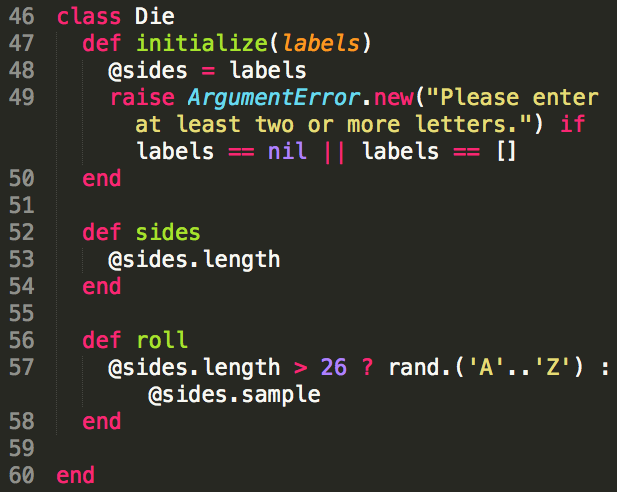 46 class Die
47   def initialize(labels)
48     @sides = labels
49     raise ArgumentError.new("Please enter
      at least two or more letters.") if
      labels == nil || labels == []
50   end
51
52   def sides
53     @sides.length
54   end
55
56   def roll
57     @sides.length > 26 ? rand.('A'..'Z') :
       @sides.sample
58   end
59
60 end